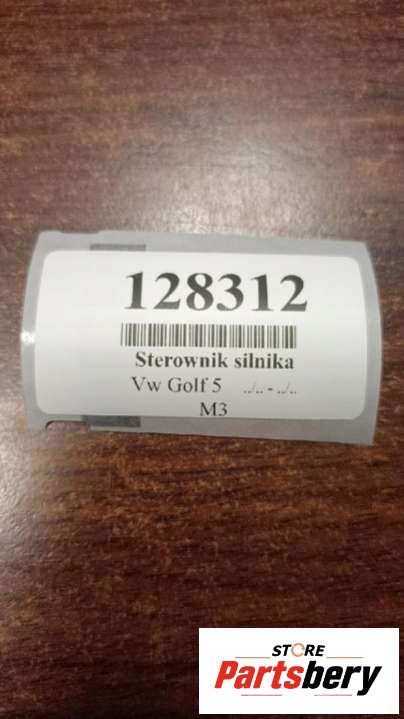 128312
Sterownik silnika
Vw Golf 5 ../.. - ../..
M3
STORE
Partsbery